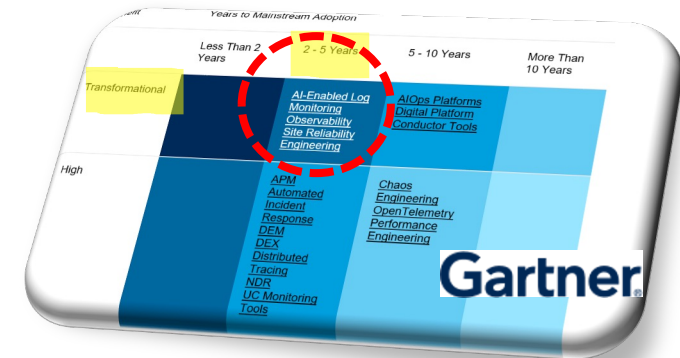 Years to Mainstream Adoption
Less Than 2
Years
2 - 5 Years
5 - 10 Years
More Than
10 Years
Transformational
AI-Enabled Log
Monitoring
Observability
Site Reliability
Engineering
AIOps Platforms
Digital Platform
Conductor Tools
High
APM
Automated
Incident
Response
DEM
DEX
Distributed
Tracing
NDR
UC Monitoring
Tools
Chaos
Engineering
OpenTelemetry
Performance
Engineering
Gartner®